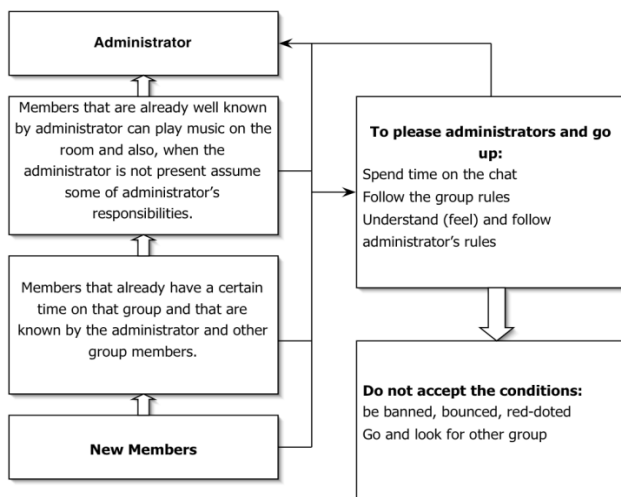 Administrator
Members that are already well known
by administrator can play music on the
room and also, when the
administrator is not present assume
some of administrator's
responsibilities.
Members that already have a certain
time on that group and that are
known by the administrator and other
group members.
New Members
To please administrators and go
up:
Spend time on the chat
Follow the group rules
Understand (feel) and follow
administrator's rules
Do not accept the conditions:
be banned, bounced, red-doted
Go and look for other group